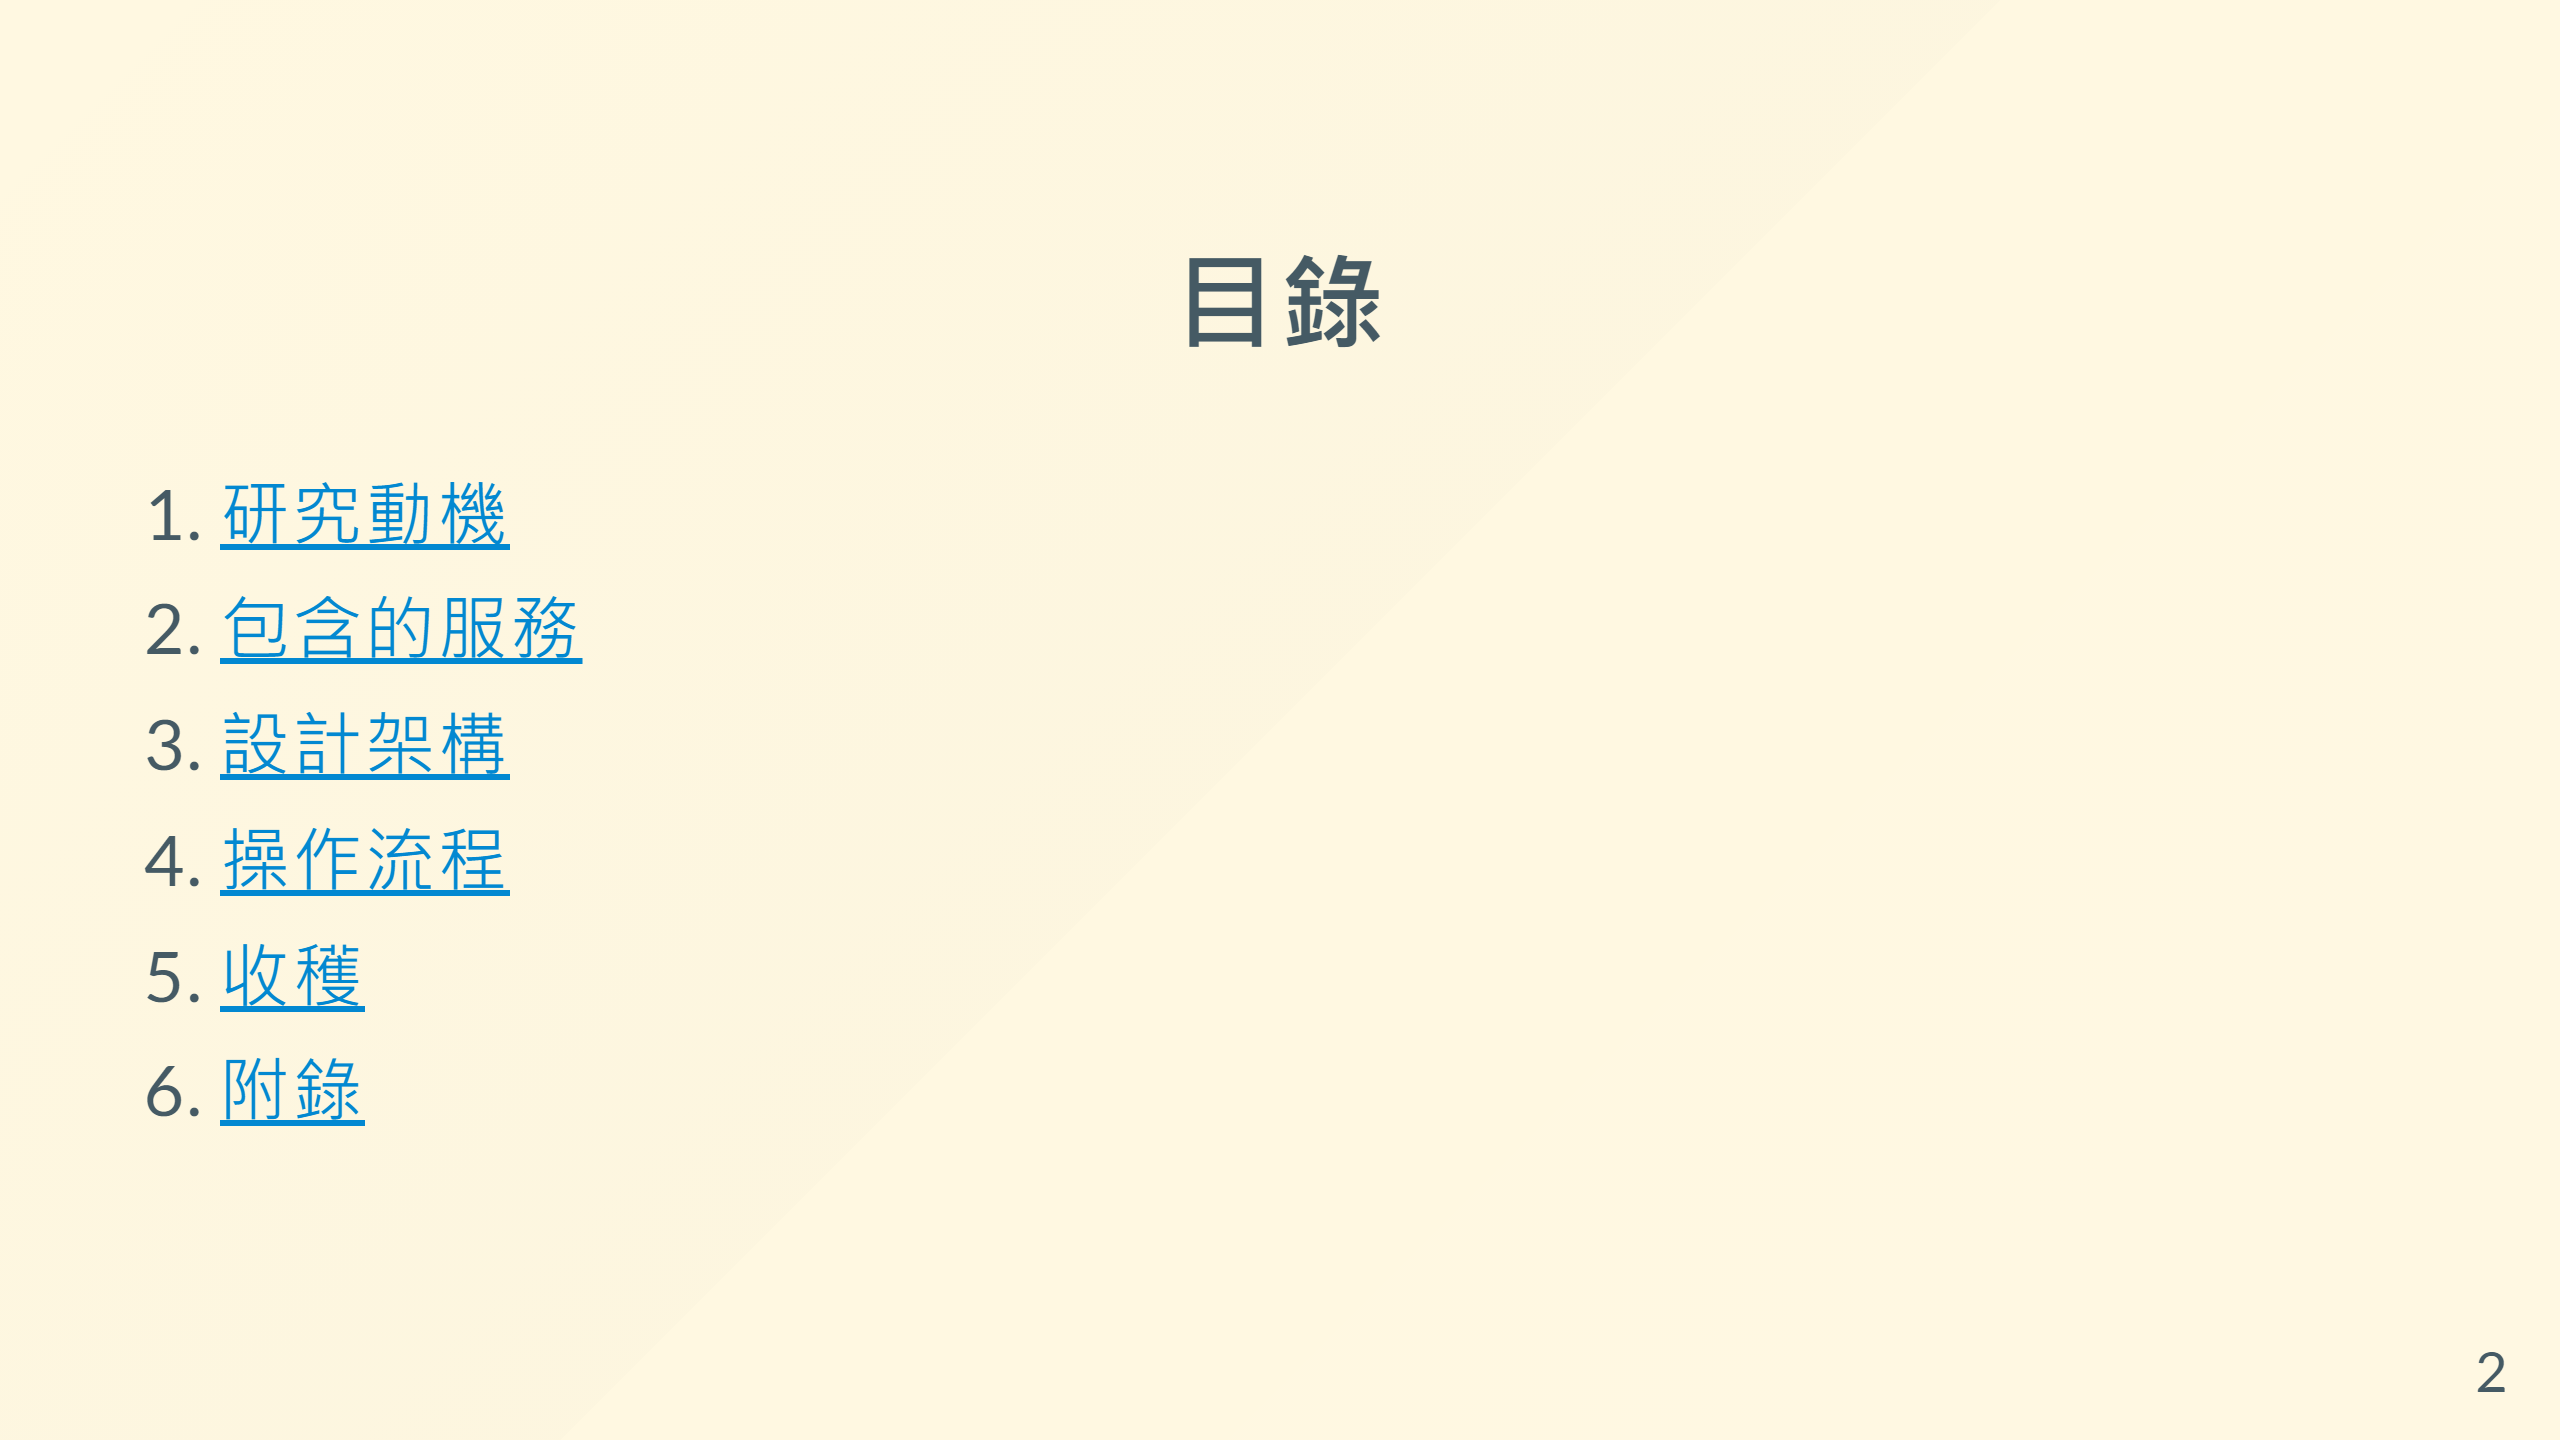 目錄
1. 研究動機
2. 包含的服務
3. 設計架構
4. 操作流程
5. 收穫
6. 附錄
2